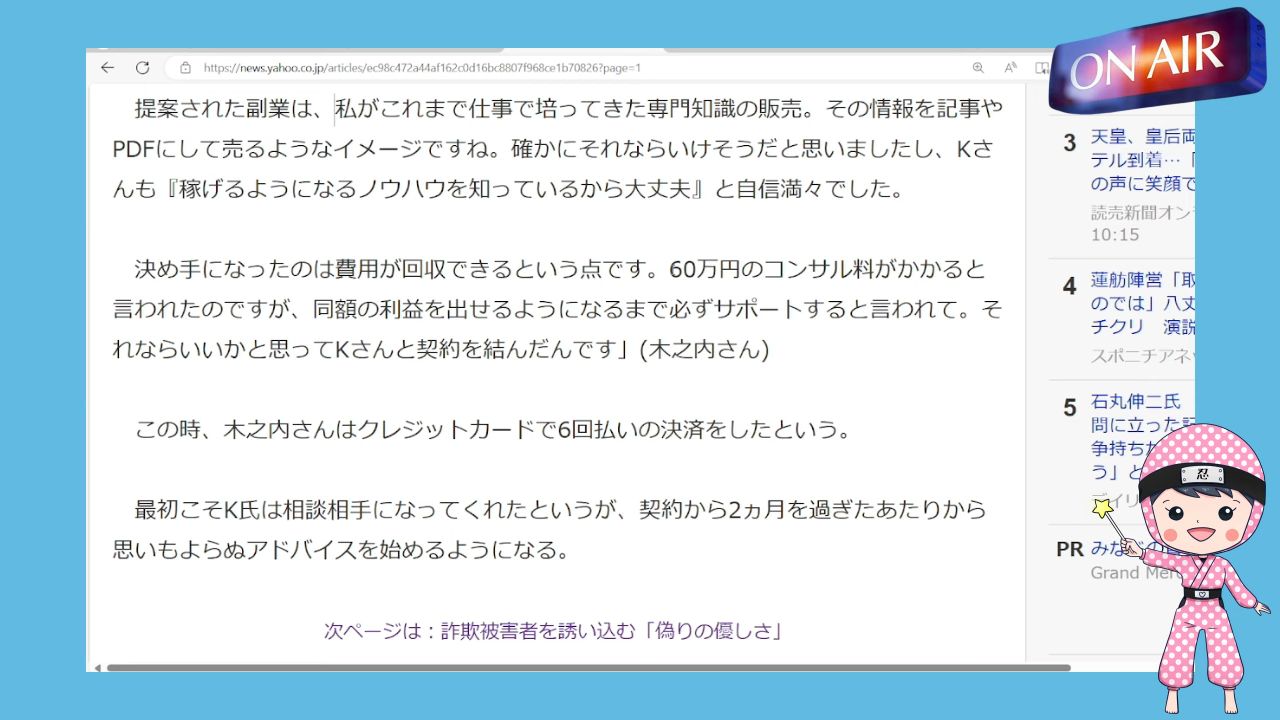 https://news.yahoo.co.jp/articles/ec98c472a44af162c0d16bc8807f968ce1b70826?page=1
ON AIR
提案された副業は、私がこれまで仕事で培ってきた専門知識の販売。その情報を記事や
PDFにして売るようなイメージですね。確かにそれならいけそうだと思いましたし、Kさ
んも『稼げるようになるノウハウを知っているから大丈夫』と自信満々でした。
決め手になったのは費用が回収できるという点です。60万円のコンサル料がかかると
言われたのですが、同額の利益を出せるようになるまで必ずサポートすると言われて。そ
れならいいかと思ってKさんと契約を結んだんです」(木之内さん)
この時、木之内さんはクレジットカードで6回払いの決済をしたという。
最初こそK氏は相談相手になってくれたというが、契約から2ヵ月を過ぎたあたりから
思いもよらぬアドバイスを始めるようになる。
次ページは：詐欺被害者を誘い込む「偽りの優しさ」
3 天皇、皇后両
テル到着…「
の声に笑顔で
読売新聞オン
10:15
4 蓮舫陣営「取
のでは」八丈
チクリ 演説
スポニチアネ
5 石丸伸二氏
問に立った記
争持ちか
う」と
デイリ
PR みな
Grand Mer
忍